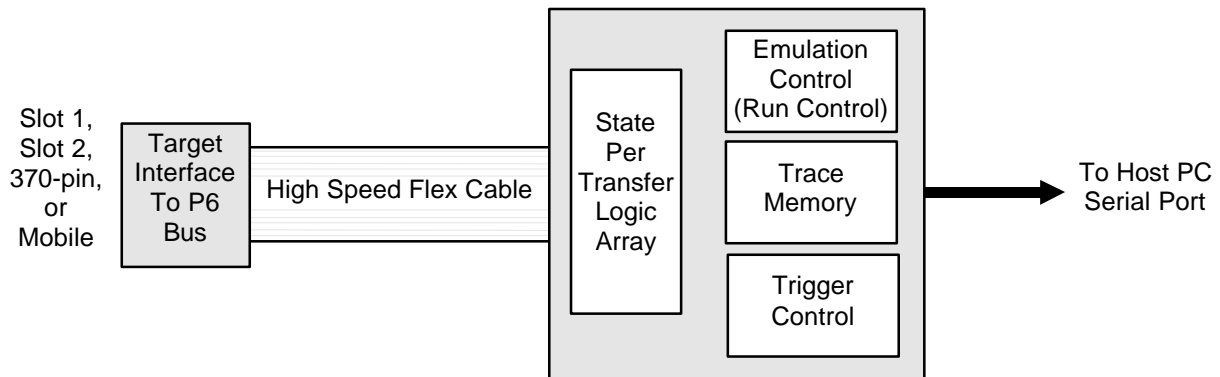 Slot 1,
Slot 2,
370-pin,
or
Mobile
Target
Interface
To P6
Bus
High Speed Flex Cable
State
Per
Transfer
Logic
Array
Emulation
Control
(Run Control)
Trace
Memory
Trigger
Control
To Host PC
Serial Port